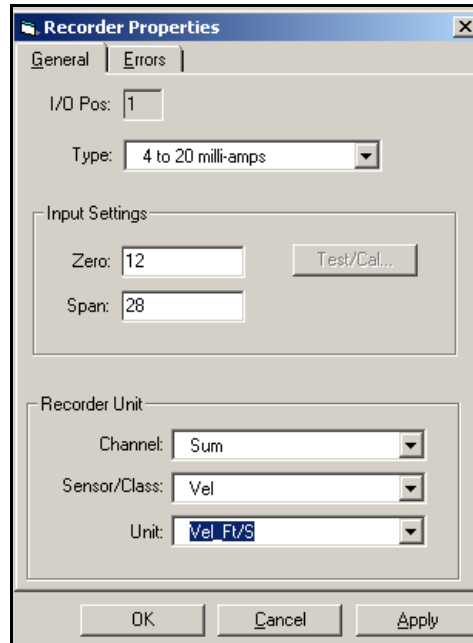 Recorder Properties
General Errors
I/O Pos: 1
Type: 4 to 20 milli-amps
Input Settings
Zero: 12 Test/Cal...
Span: 28
Recorder Unit
Channel: Sum
Sensor/Class: Vel
Unit: Vel_Ft/S
OK Cancel Apply